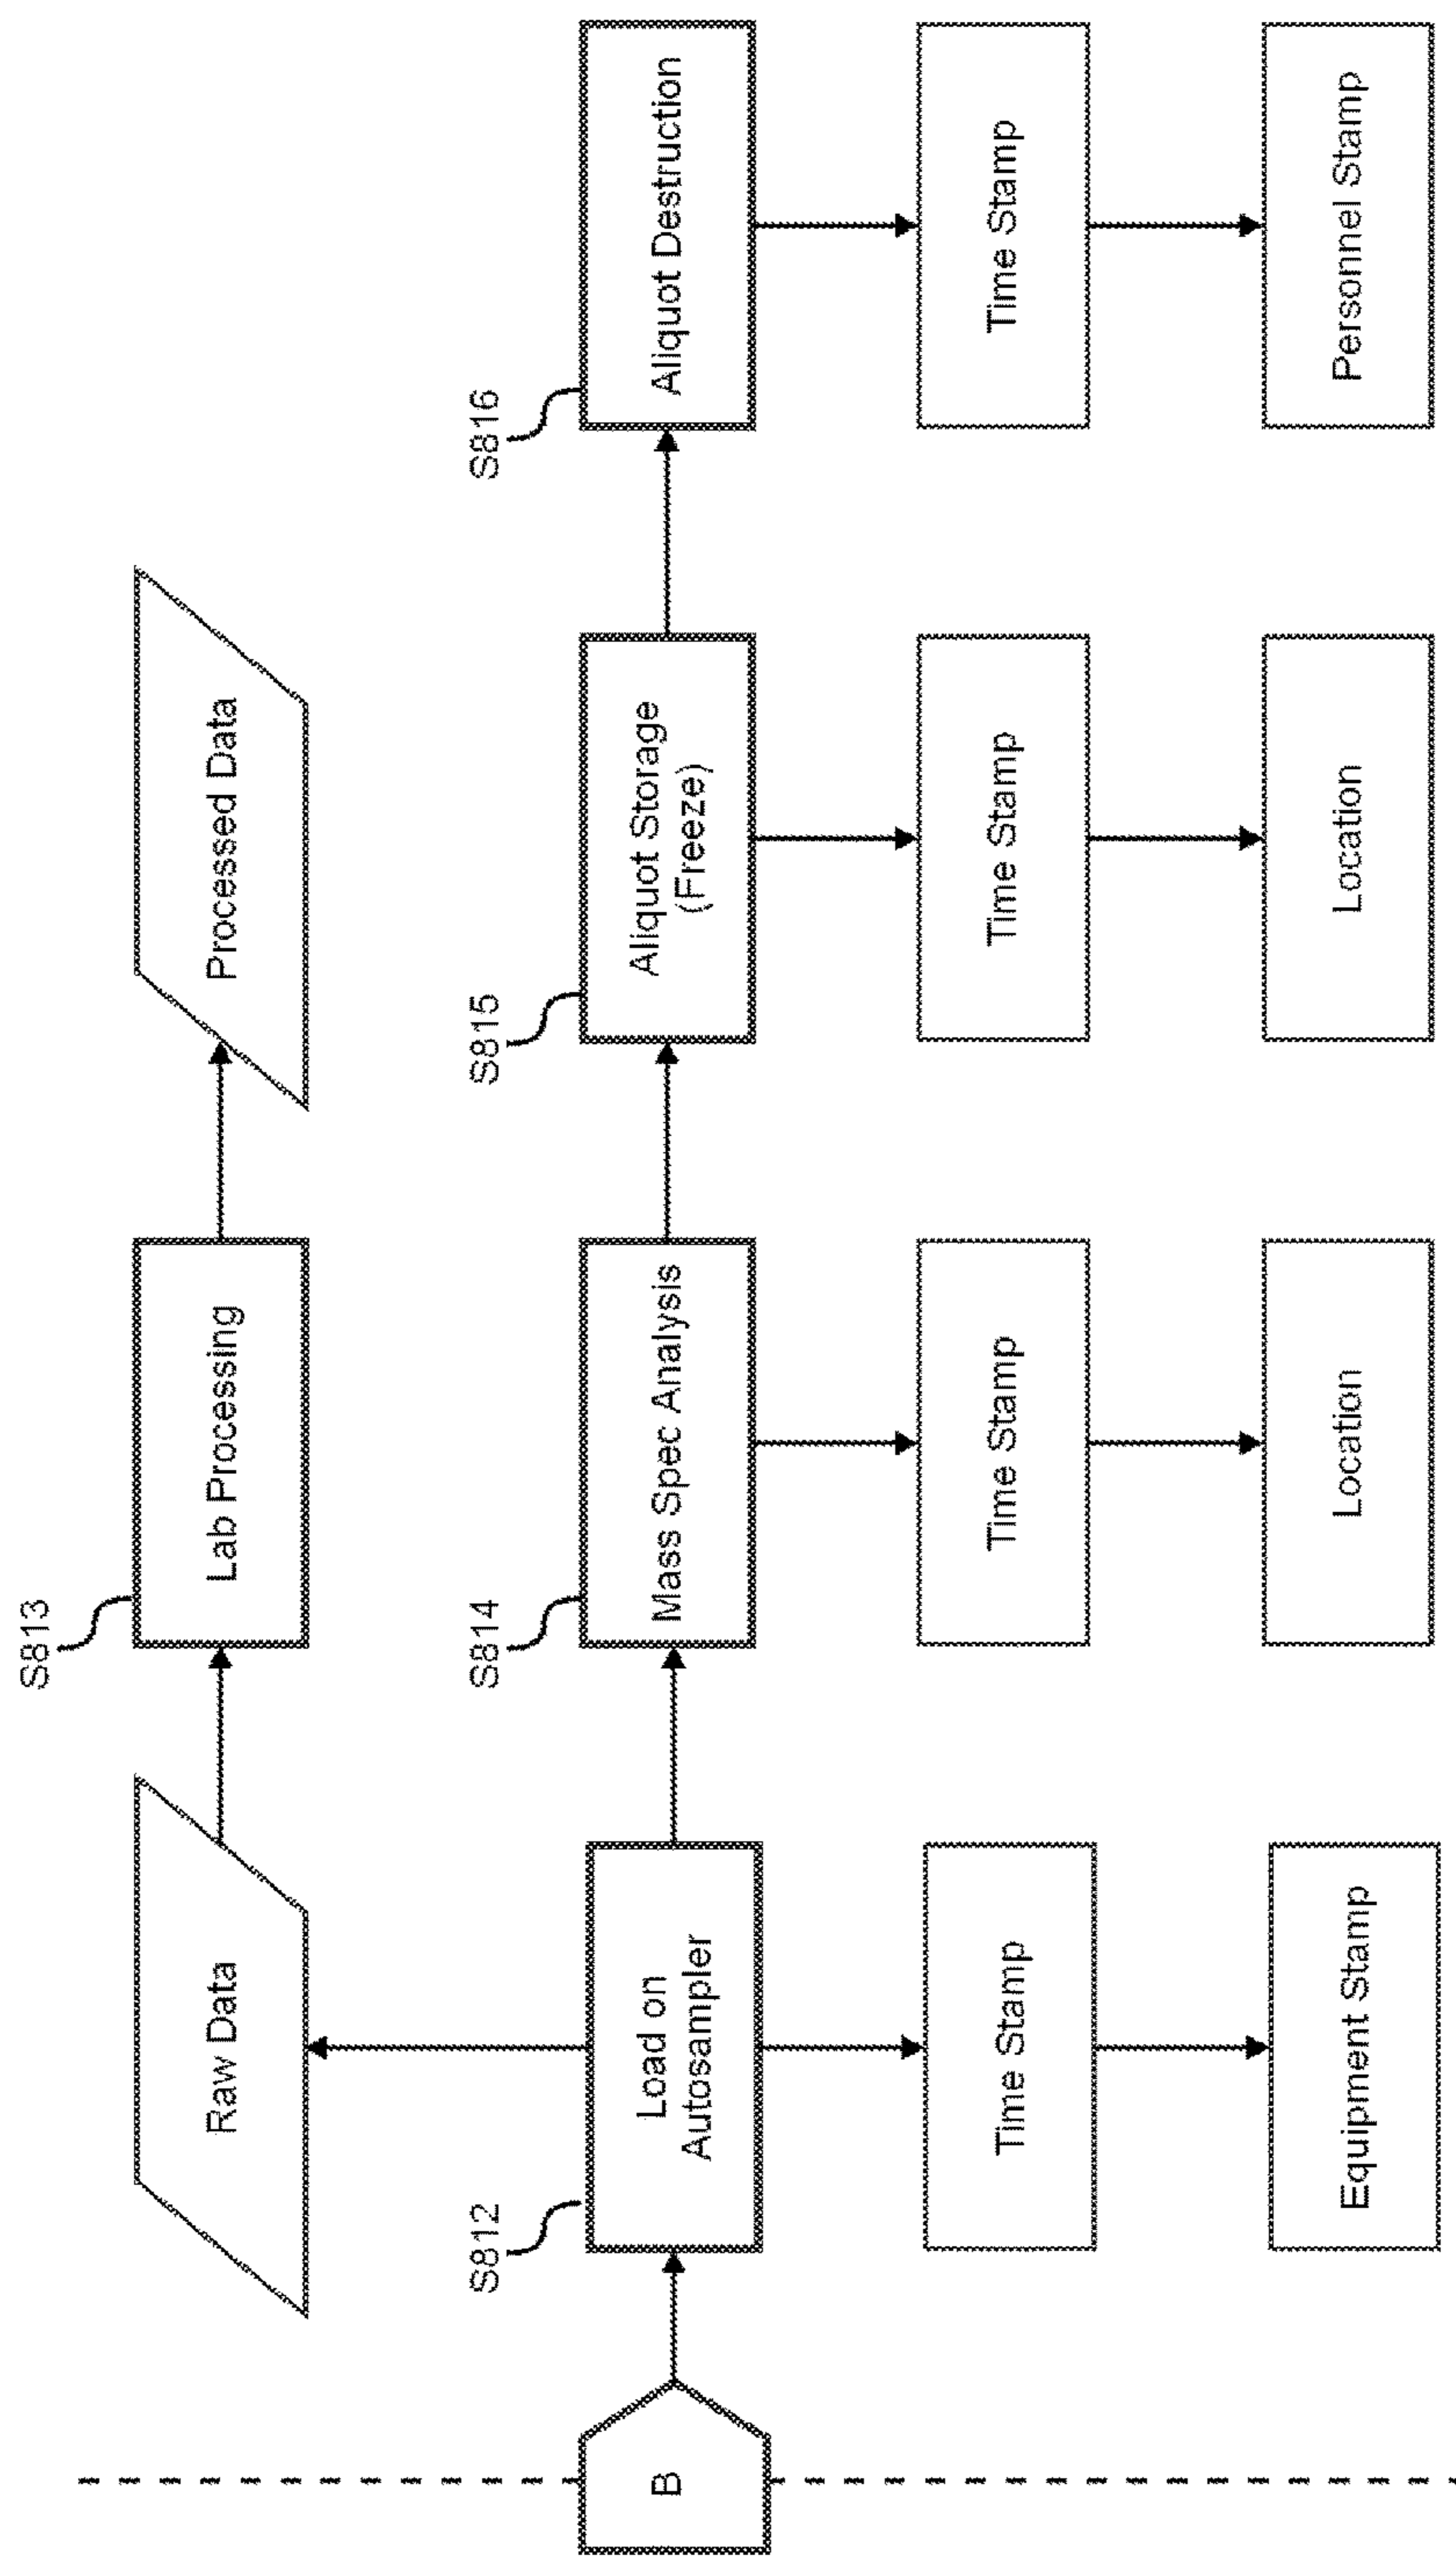 S813
Raw Data
Lab Processing
Processed Data
S812
S814
S815
S816
B
Load on
Autosampler
Mass Spec Analysis
Aliquot Storage
(Freeze)
Aliquot Destruction
Time Stamp
Time Stamp
Time Stamp
Time Stamp
Equipment Stamp
Location
Location
Personnel Stamp